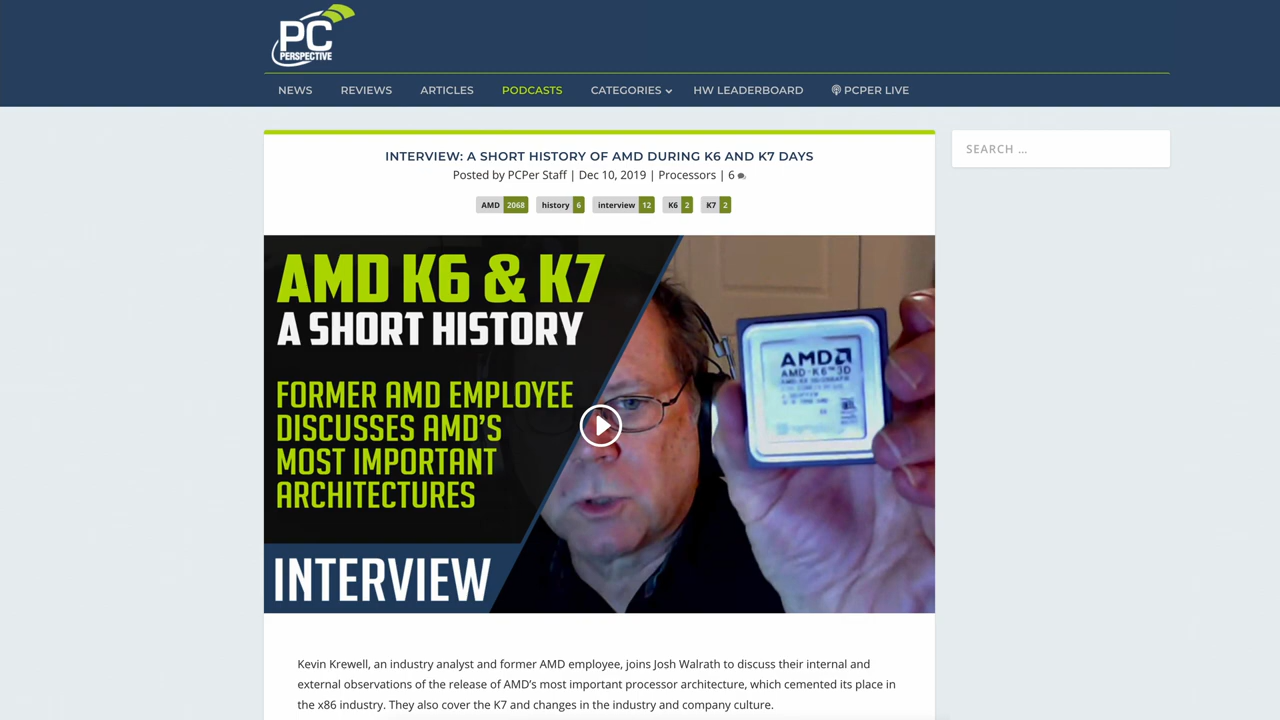 PC
PERSPECTIVE
NEWS REVIEWS ARTICLES PODCASTS CATEGORIES HW LEADERBOARD PCPER LIVE
INTERVIEW: A SHORT HISTORY OF AMD DURING K6 AND K7 DAYS
SEARCH …
Posted by PCPer Staff | Dec 10, 2019 | Processors | 6
AMD 2068 history 6 interview 12 K6 2 K7 2
AMD K6 & K7
A SHORT HISTORY
FORMER AMD EMPLOYEE
DISCUSSES AMD'S
MOST IMPORTANT
ARCHITECTURES
INTERVIEW
AMD
Kevin Krewell, an industry analyst and former AMD employee, joins Josh Walrath to discuss their internal and
external observations of the release of AMD's most important processor architecture, which cemented its place in
the x86 industry. They also cover the K7 and changes in the industry and company culture.